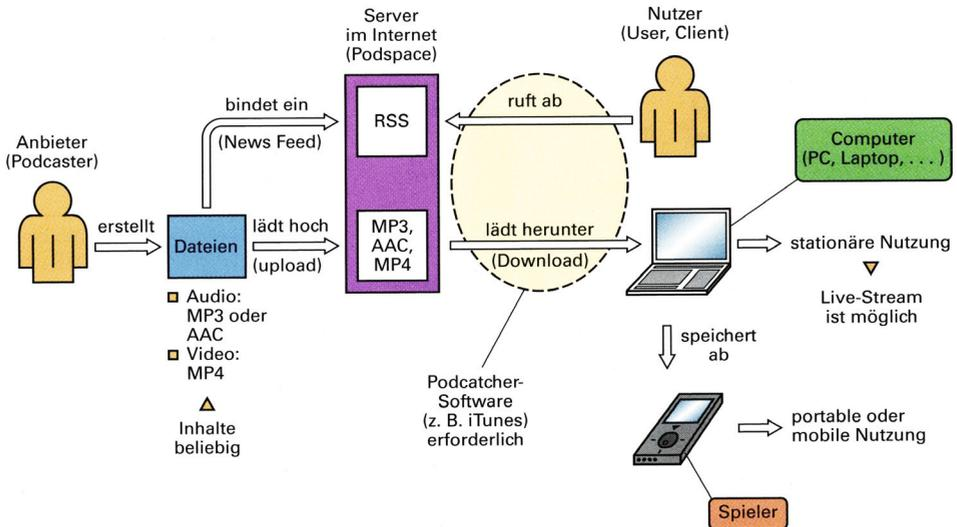 Server
im Internet
(Podspace)
Nutzer
(User, Client)
bindet ein
(News Feed)
RSS
ruft ab
Anbieter
(Podcaster)
Computer
(PC, Laptop, . . . )
erstellt
Dateien
lädt hoch
(upload)
MP3,
AAC,
MP4
lädt herunter
(Download)
stationäre Nutzung
Live-Stream
ist möglich
Audio:
MP3 oder
AAC
Video:
MP4
Inhalte
beliebig
speichert
ab
Podcatcher-
Software
(z. B. iTunes)
erforderlich
portable oder
mobile Nutzung
Spieler